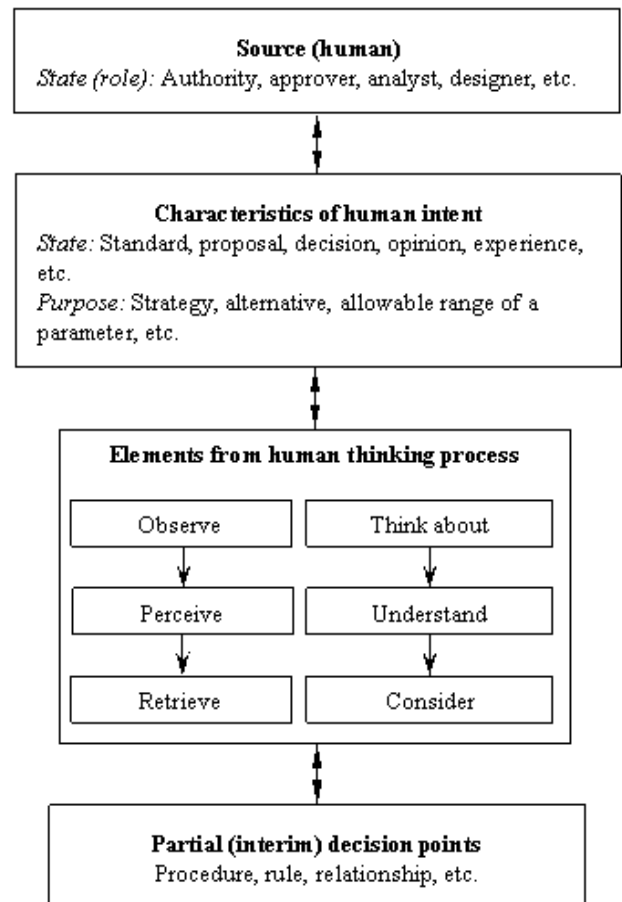 Source (human)
State (role): Authority, approver, analyst, designer, etc.
Characteristics of human intent
State: Standard, proposal, decision, opinion, experience,
etc.
Purpose: Strategy, alternative, allowable range of a
parameter, etc.
Elements from human thinking process
Observe
Perceive
Retrieve
Think about
Understand
Consider
Partial (interim) decision points
Procedure, rule, relationship, etc.